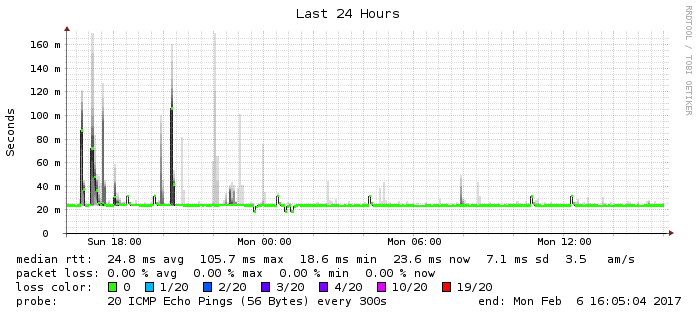 Last 24 Hours
RRDTOOL / TOBI OETIKER
Seconds
160 m
140 m
120 m
100 m
80 m
60 m
40 m
20 m
0
Sun 18:00 Mon 00:00 Mon 06:00 Mon 12:00
median rtt: 24.8 ms avg 105.7 ms max 18.6 ms min 23.6 ms now 7.1 ms sd 3.5 am/s
packet loss: 0.00 % avg 0.00 % max 0.00 % min 0.00 % now
loss color: 0 1/20 2/20 3/20 4/20 10/20 19/20
probe: 20 ICMP Echo Pings (56 Bytes) every 300s end: Mon Feb 6 16:05:04 2017